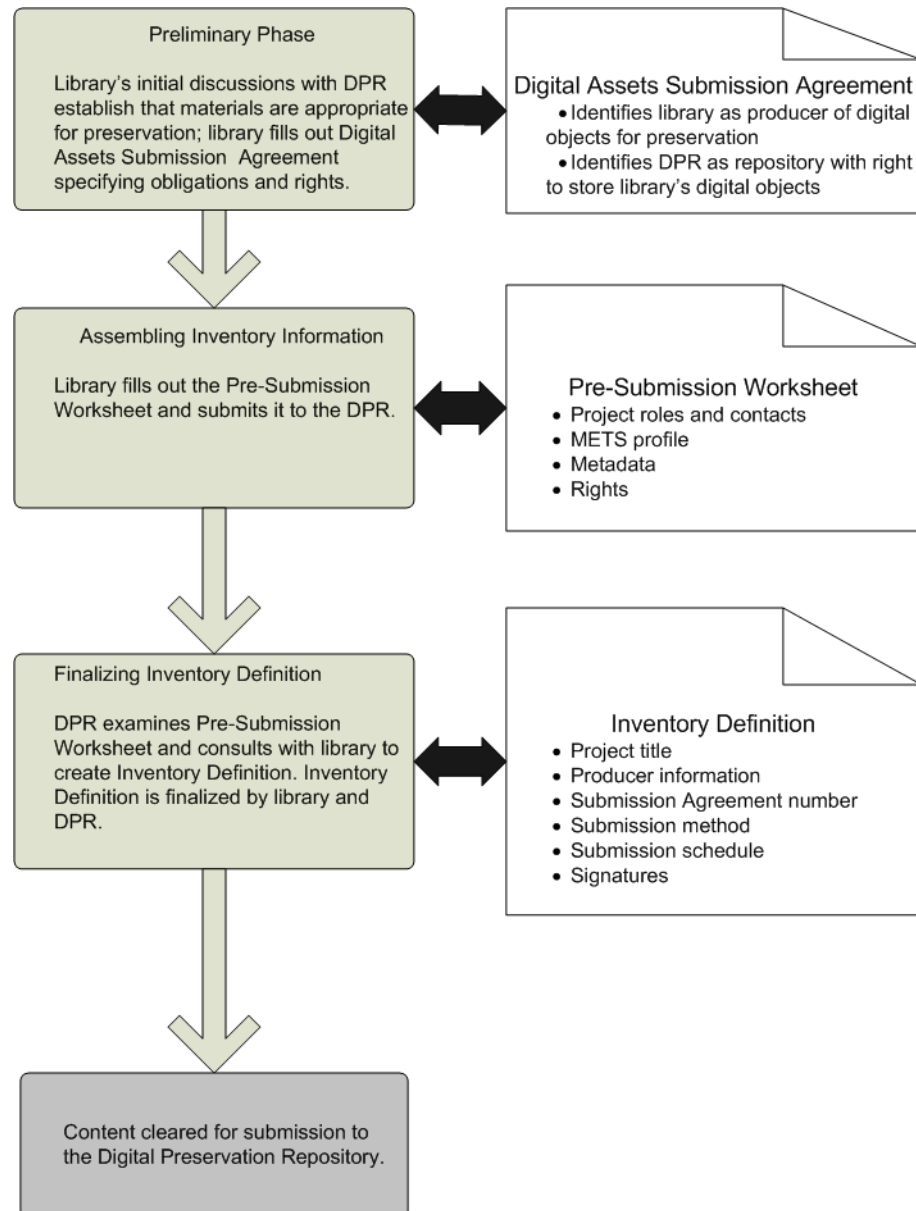 Preliminary Phase
Library's initial discussions with DPR
establish that materials are appropriate
for preservation; library fills out Digital
Assets Submission Agreement
specifying obligations and rights.
Digital Assets Submission Agreement
• Identifies library as producer of digital
objects for preservation
• Identifies DPR as repository with right
to store library's digital objects
Assembling Inventory Information
Library fills out the Pre-Submission
Worksheet and submits it to the DPR.
Pre-Submission Worksheet
• Project roles and contacts
• METS profile
• Metadata
• Rights
Finalizing Inventory Definition
DPR examines Pre-Submission
Worksheet and consults with library to
create Inventory Definition. Inventory
Definition is finalized by library and
DPR.
Inventory Definition
• Project title
• Producer information
• Submission Agreement number
• Submission method
• Submission schedule
• Signatures
Content cleared for submission to
the Digital Preservation Repository.